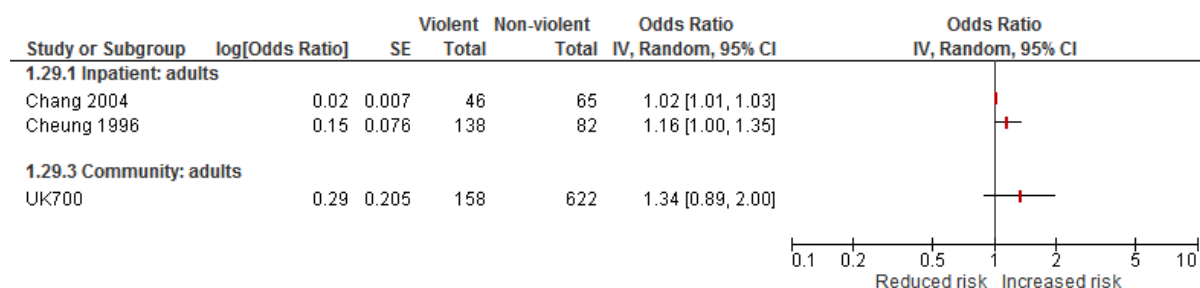 Violent Non-violent Odds Ratio Odds Ratio
Study or Subgroup log[Odds Ratio] SE Total Total IV, Random, 95% CI IV, Random, 95% CI
1.29.1 Inpatient: adults
Chang 2004 0.02 0.007 46 65 1.02 [1.01, 1.03]
Cheung 1996 0.15 0.076 138 82 1.16 [1.00, 1.35]
1.29.3 Community: adults
UK700 0.29 0.205 158 622 1.34 [0.89, 2.00]
0.1 0.2 0.5 1 2 5 10
Reduced risk Increased risk